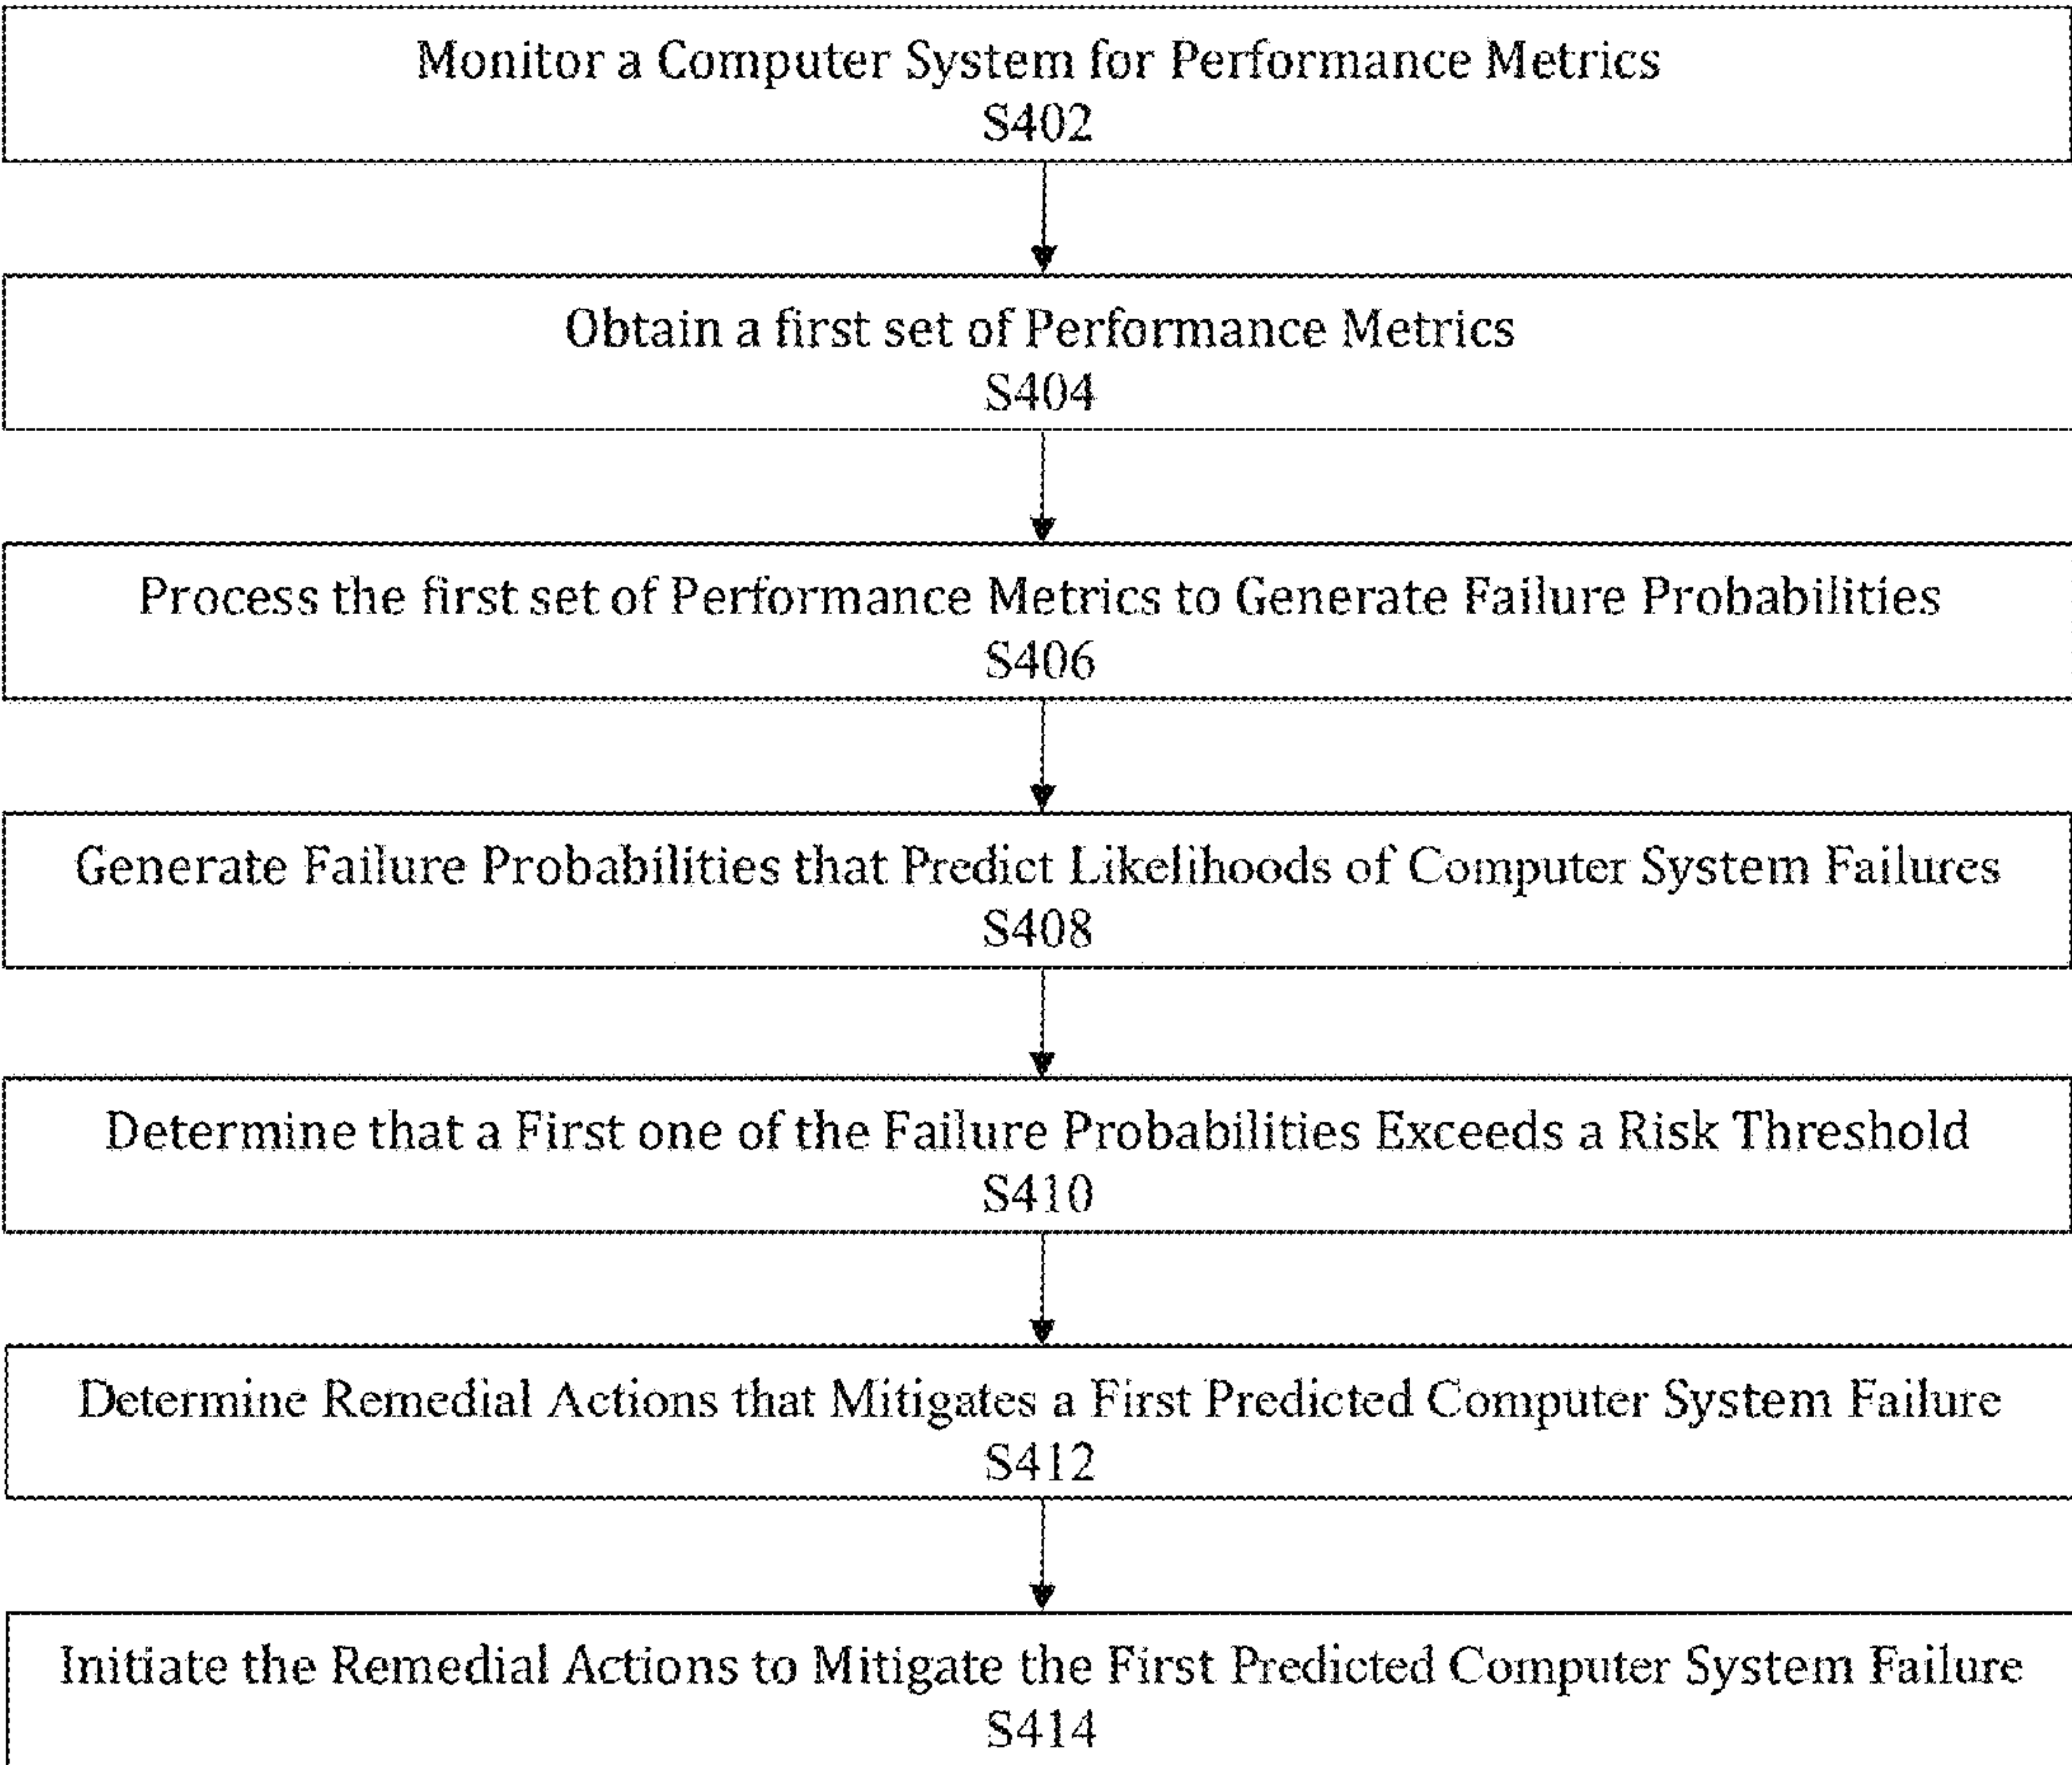 Monitor a Computer System for Performance Metrics
S402
Obtain a first set of Performance Metrics
S404
Process the first set of Performance Metrics to Generate Failure Probabilities
S406
Generate Failure Probabilities that Predict Likelihoods of Computer System Failures
S408
Determine that a First one of the Failure Probabilities Exceeds a Risk Threshold
S410
Determine Remedial Actions that Mitigates a First Predicted Computer System Failure
S412
Initiate the Remedial Actions to Mitigate the First Predicted Computer System Failure
S414